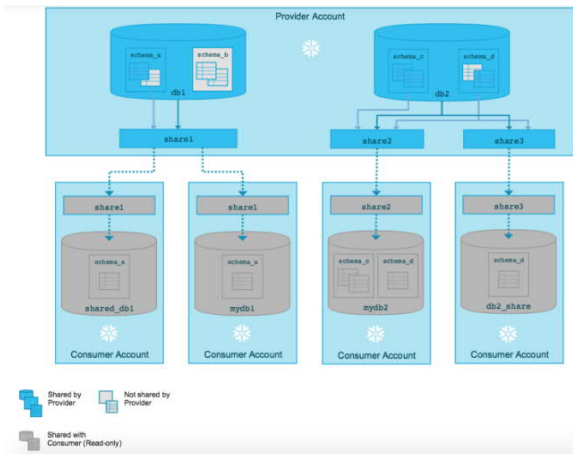 Provider Account
schema_a
schema_b
db1
schema_c
schema_d
db2
share1
share2
share3
share1
share1
share2
share3
schema_a
shared_db1
schema_a
mydb1
schema_c
schema_d
mydb2
schema_d
db2_share
Consumer Account
Consumer Account
Consumer Account
Consumer Account
Shared by
Provider
Not shared by
Provider
Shared with
Consumer (Read-only)